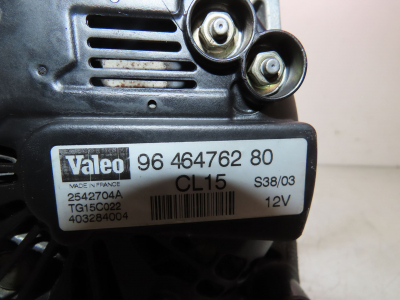 Valeo 96 464762 80
MADE IN FRANCE CL15 S38/03
2542704A
TG15C022 12V
403284004